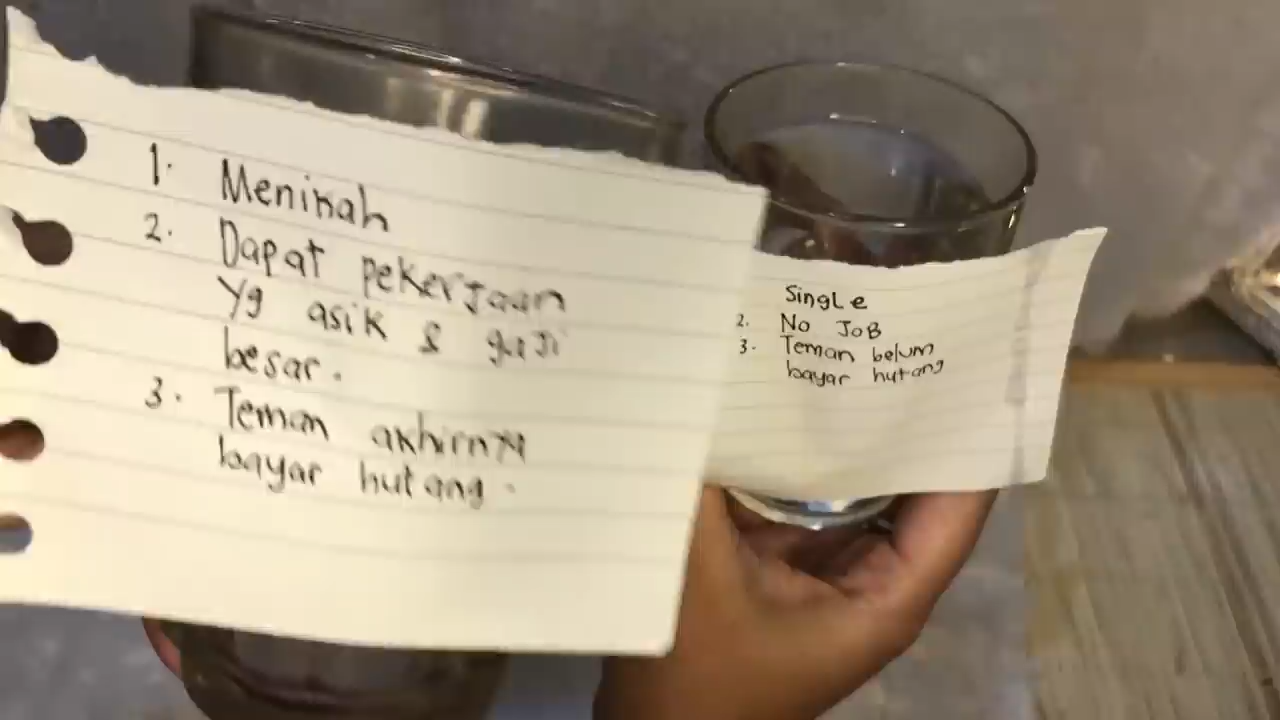 1. Menikah
2. Dapat pekerjaan
yg asik & gaji
besar.
3. Teman akhirnya
bayar hutang.
Single
2. No JOB
3. Teman belum
bayar hutang